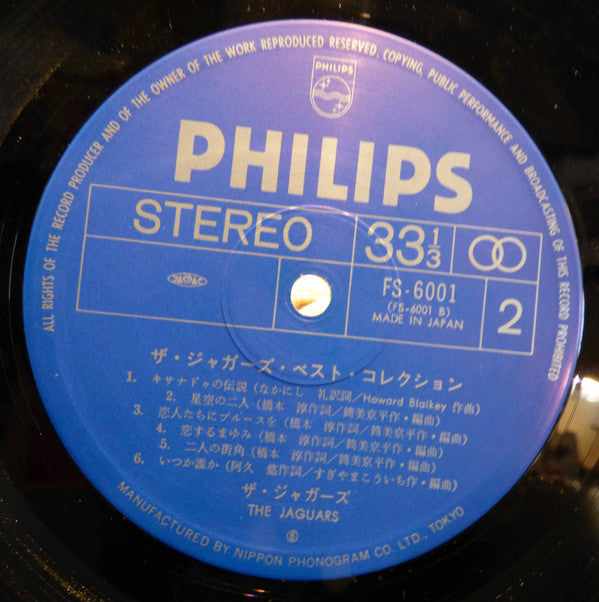 ALL RIGHTS OF THE RECORD PRODUCER AND OF THE OWNER OF THE WORK REPRODUCED RESERVED. COPYING, PUBLIC PERFORMANCE AND BROADCASTING OF THIS RECORD PROHIBITED
PHILIPS
PHILIPS
STEREO
33 1/3
FS-6001
(FS-6001 B)
MADE IN JAPAN
2
ザ・ジャガーズ・ベスト・コレクション
1. キサナドゥの伝説(なかにし 礼訳詞/Howard Blaikey 作曲)
2. 星空の二人(橋本 淳作詞/筒美京平作・編曲)
3. 恋人たちにブルースを(橋本 淳作詞/筒美京平作・編曲)
4. 恋するまゆみ(橋本 淳作詞/筒美京平作・編曲)
5. 二人の街角(橋本 淳作詞/筒美京平作・編曲)
6. いつか誰か(阿久 悠作詞/すぎやまこういち作・編曲)
ザ・ジャガーズ
THE JAGUARS
Ⓟ
MANUFACTURED BY NIPPON PHONOGRAM CO. LTD., TOKYO